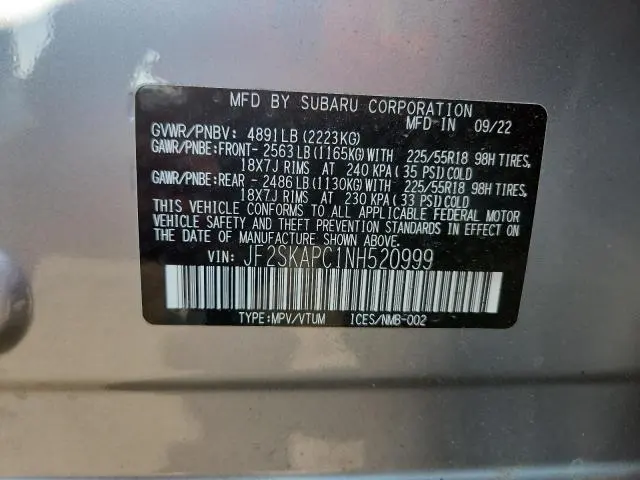 MFD BY SUBARU CORPORATION
MFD IN 09/22
GVWR/PNBV: 4891LB (2223KG)
GAWR/PNBE:FRONT- 2563LB (1165KG)WITH 225/55R18 98H TIRES,
18X7J RIMS AT 240 KPA (35 PSI) COLD
GAWR/PNBE:REAR - 2486LB (1130KG)WITH 225/55R18 98H TIRES,
18X7J RIMS AT 230 KPA (33 PSI) COLD
THIS VEHICLE CONFORMS TO ALL APPLICABLE FEDERAL MOTOR
VEHICLE SAFETY AND THEFT PREVENTION STANDARDS IN EFFECT ON
THE DATE OF MANUFACTURE SHOWN ABOVE.
VIN: JF2SKAPC1NH520999
TYPE:MPV/VTUM ICES/NMB-002